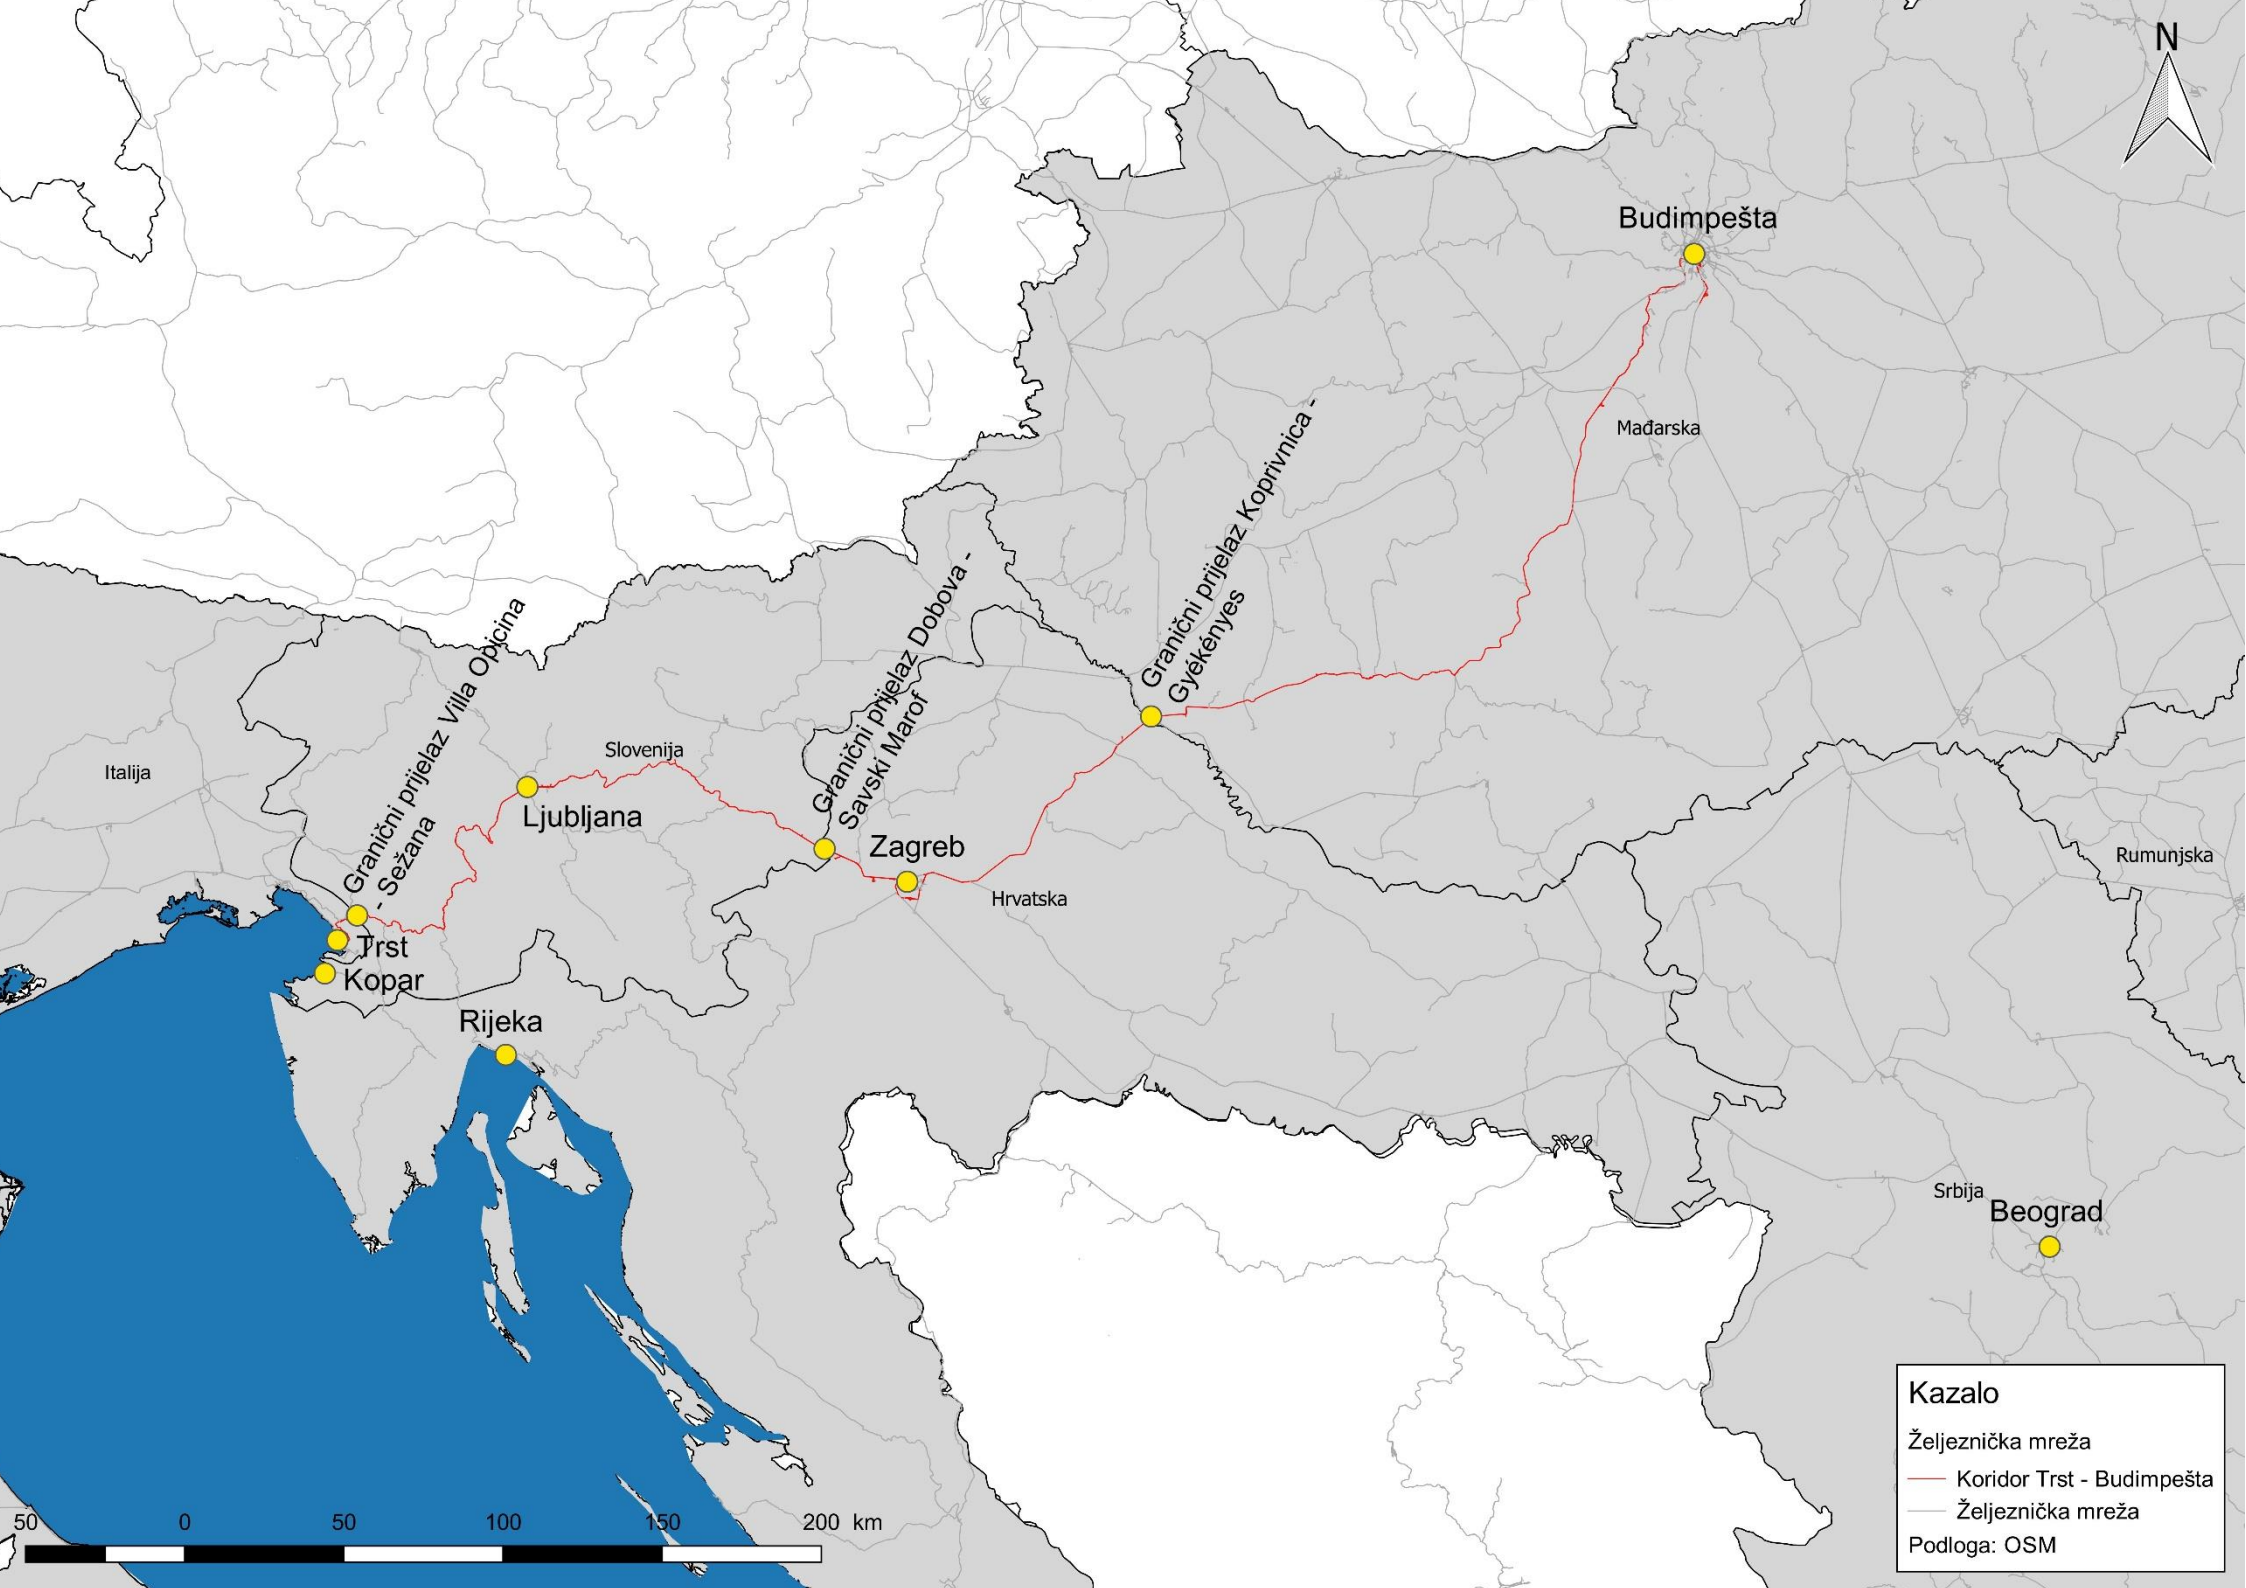 N
Budimpešta
Mađarska
Granični prijelaz Koprivnica -
Gyékényes
Granični prijelaz Dobova -
Savski Marof
Granični prijelaz Villa Opicina
- Sežana
Slovenija
Italija
Ljubljana
Zagreb
Hrvatska
Rumunjska
Trst
Kopar
Rijeka
Srbija
Beograd
Kazalo
Željeznička mreža
Koridor Trst - Budimpešta
Željeznička mreža
Podloga: OSM
50 0 50 100 150 200 km